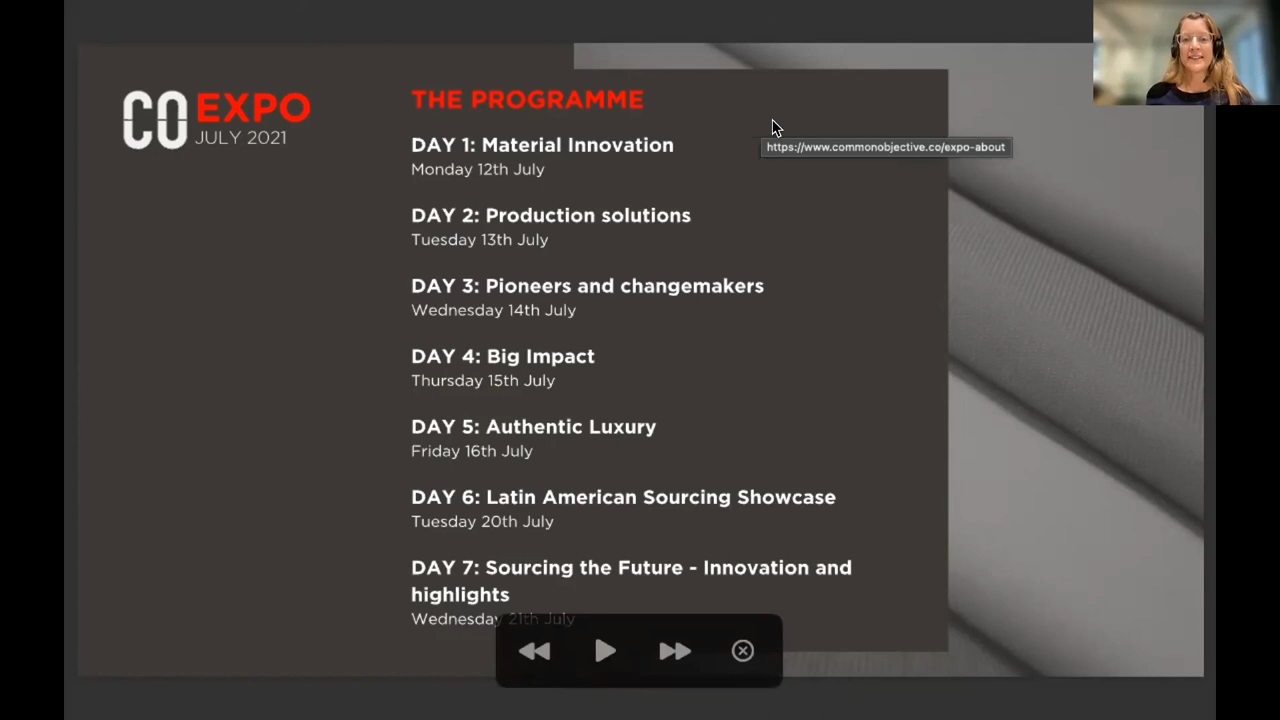 CO EXPO
JULY 2021
THE PROGRAMME
DAY 1: Material Innovation
Monday 12th July
https://www.commonobjective.co/expo-about
DAY 2: Production solutions
Tuesday 13th July
DAY 3: Pioneers and changemakers
Wednesday 14th July
DAY 4: Big Impact
Thursday 15th July
DAY 5: Authentic Luxury
Friday 16th July
DAY 6: Latin American Sourcing Showcase
Tuesday 20th July
DAY 7: Sourcing the Future - Innovation and
highlights
Wednesday 21th July